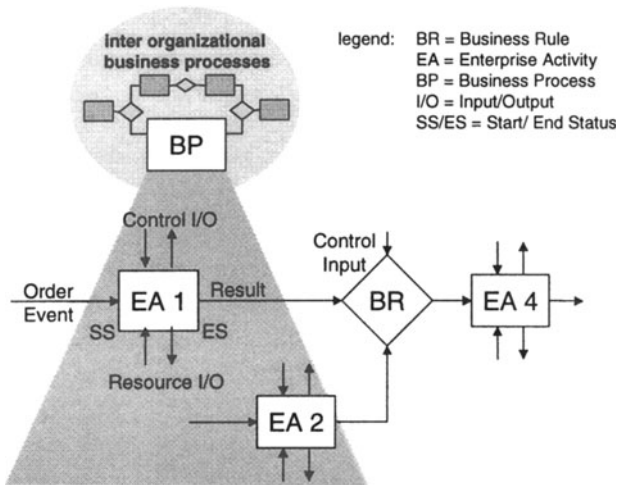 inter organizational
business processes
BP
legend: BR = Business Rule
EA = Enterprise Activity
BP = Business Process
I/O = Input/Output
SS/ES = Start/ End Status
Control I/O
Order
Event
EA 1
Result
SS
ES
Resource I/O
Control
Input
BR
EA 4
EA 2